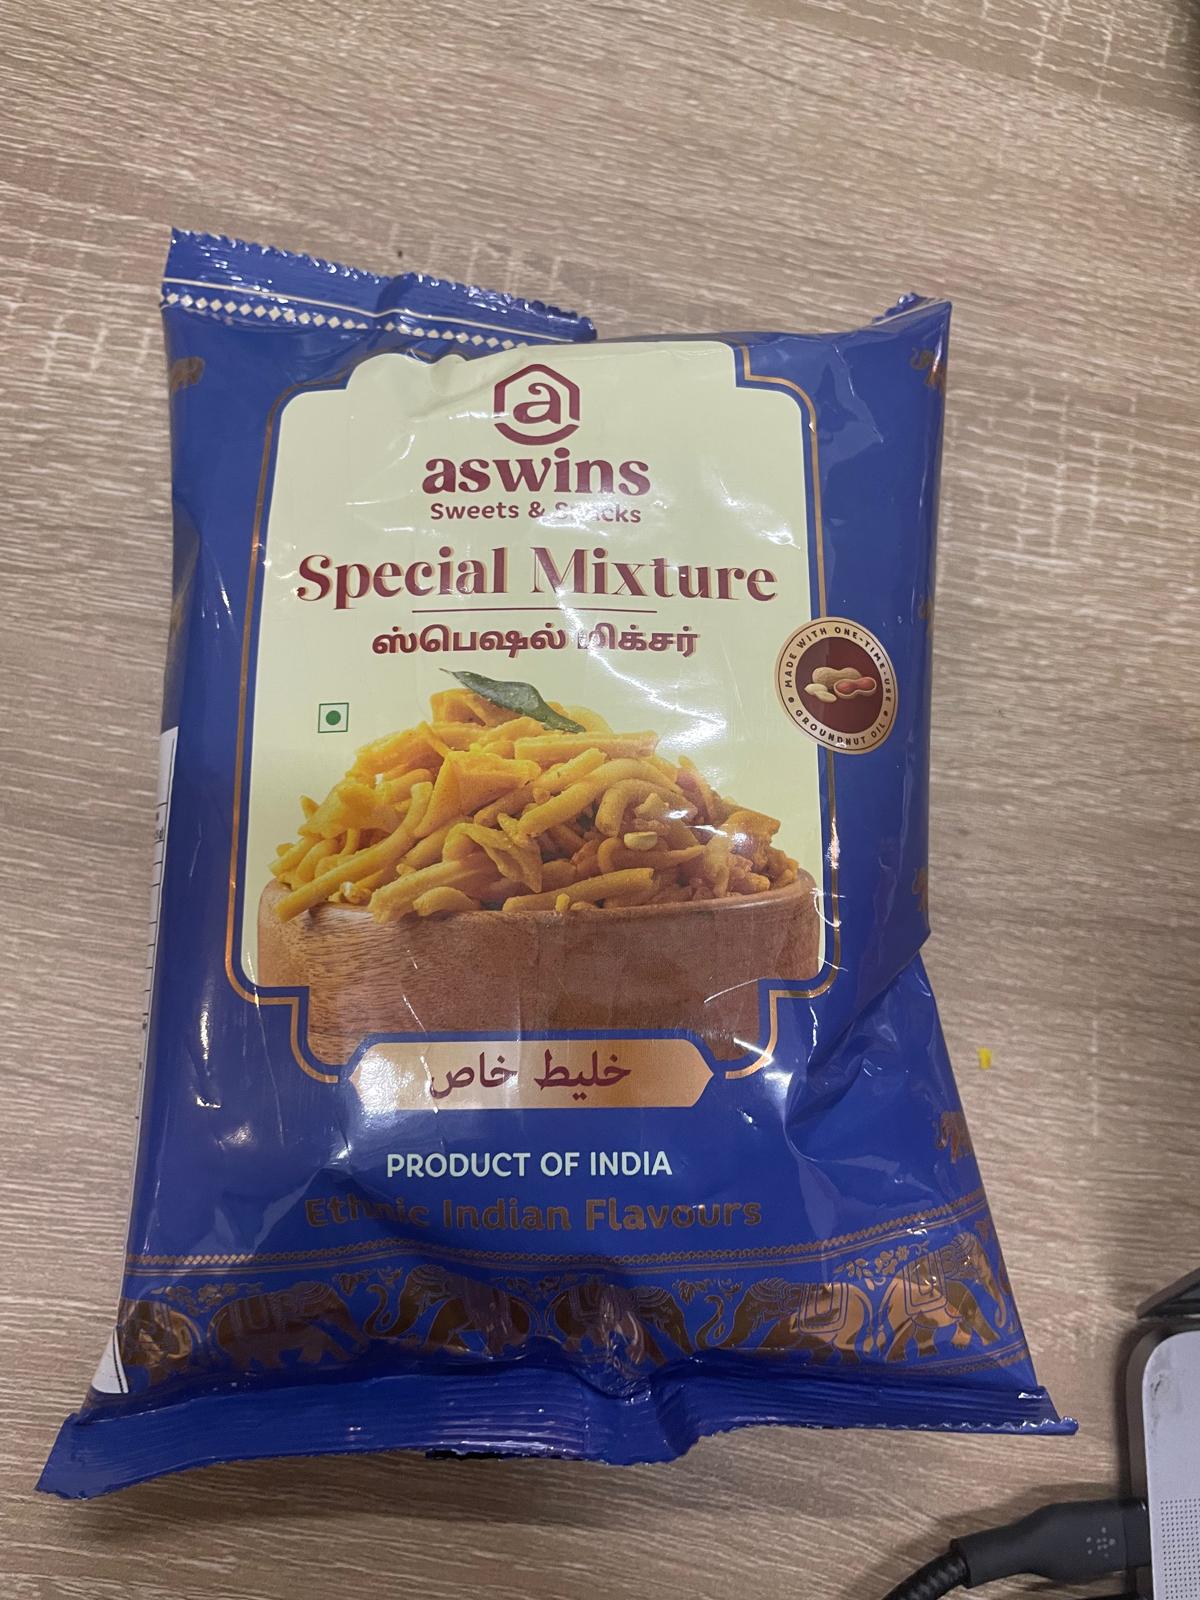 a
aswins
Sweets & Snacks
Special Mixture
ஸ்பெஷல் மிக்சர்
MADE WITH ONE-TIME-USE
GROUNDNUT OIL
خليط خاص
PRODUCT OF INDIA
Ethnic Indian Flavours